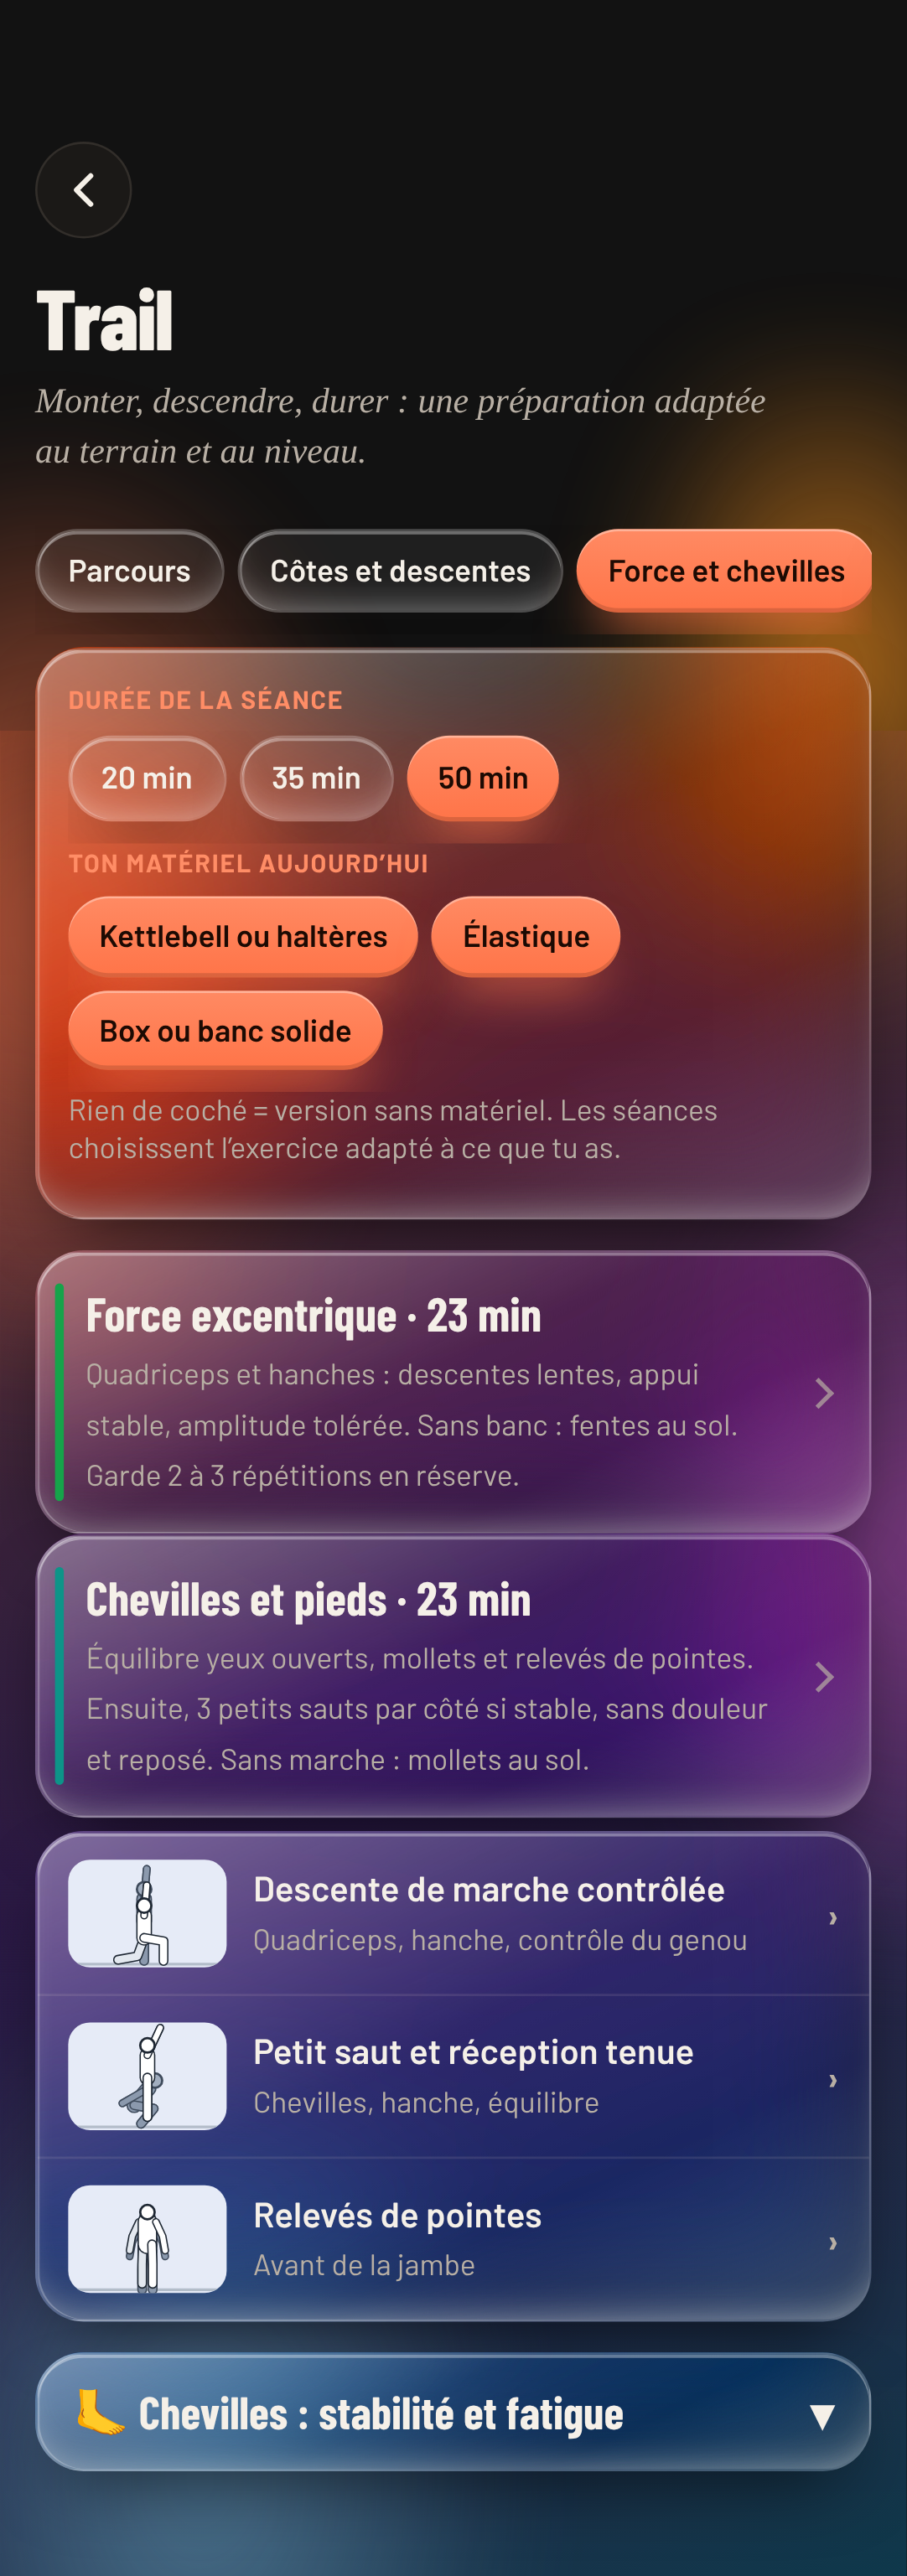 Trail
Monter, descendre, durer : une préparation adaptée
au terrain et au niveau.
Parcours
Côtes et descentes
Force et chevilles
DURÉE DE LA SÉANCE
20 min
35 min
50 min
TON MATÉRIEL AUJOURD’HUI
Kettlebell ou haltères
Élastique
Box ou banc solide
Rien de coché = version sans matériel. Les séances
choisissent l’exercice adapté à ce que tu as.
Force excentrique · 23 min
Quadriceps et hanches : descentes lentes, appui
stable, amplitude tolérée. Sans banc : fentes au sol.
Garde 2 à 3 répétitions en réserve.
Chevilles et pieds · 23 min
Équilibre yeux ouverts, mollets et relevés de pointes.
Ensuite, 3 petits sauts par côté si stable, sans douleur
et reposé. Sans marche : mollets au sol.
Descente de marche contrôlée
Quadriceps, hanche, contrôle du genou
Petit saut et réception tenue
Chevilles, hanche, équilibre
Relevés de pointes
Avant de la jambe
🦶 Chevilles : stabilité et fatigue